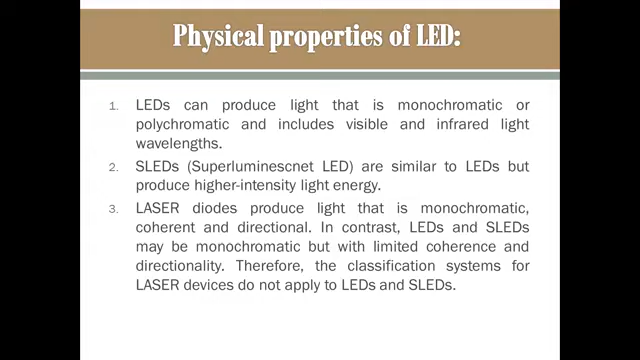 Physical properties of LED:
1. LEDs can produce light that is monochromatic or
polychromatic and includes visible and infrared light
wavelengths.
2. SLEDs (Superluminescnet LED) are similar to LEDs but
produce higher-intensity light energy.
3. LASER diodes produce light that is monochromatic,
coherent and directional. In contrast, LEDs and SLEDs
may be monochromatic but with limited coherence and
directionality. Therefore, the classification systems for
LASER devices do not apply to LEDs and SLEDs.